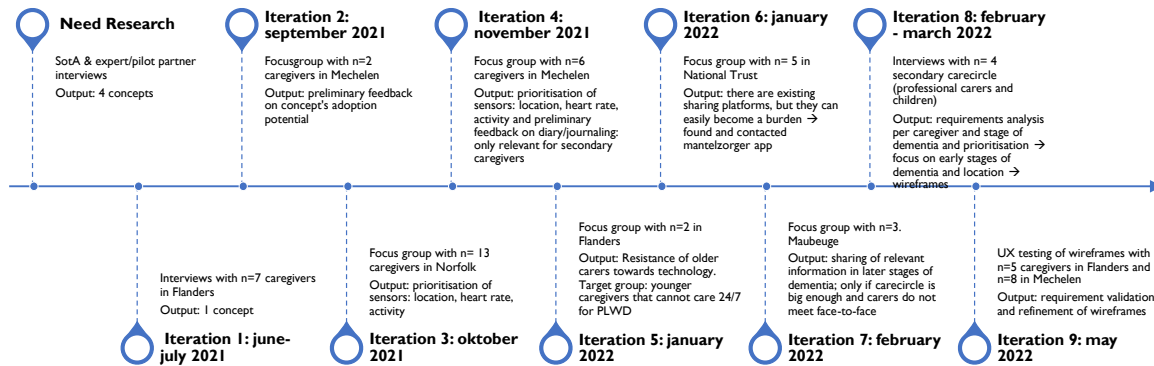 Need Research
SotA & expert/pilot partner
interviews
Output: 4 concepts
Iteration 1: june-
july 2021
Interviews with n=7 caregivers
in Flanders
Output: 1 concept
Iteration 2:
september 2021
Focusgroup with n=2
caregivers in Mechelen
Output: preliminary feedback
on concept's adoption
potential
Iteration 3: oktober
2021
Focus group with n= 13
caregivers in Norfolk
Output: prioritisation of
sensors: location, heart rate,
activity
Iteration 4:
november 2021
Focus group with n=6
caregivers in Mechelen
Output: prioritisation of
sensors: location, heart rate,
activity and preliminary
feedback on diary/journaling:
only relevant for secondary
caregivers
Iteration 5: january
2022
Focus group with n=2 in
Flanders
Output: Resistance of older
carers towards technology.
Target group: younger
caregivers that cannot care 24/7
for PLWD
Iteration 6: january
2022
Focus group with n= 5 in
National Trust
Output: there are existing
sharing platforms, but they can
easily become a burden →
found and contacted
mantelzorger app
Iteration 7: february
2022
Focus group with n=3.
Maubeuge
Output: sharing of relevant
information in later stages of
dementia; only if carecircle is
big enough and carers do not
meet face-to-face
Iteration 8: february
- march 2022
Interviews with n= 4
secondary carecircle
(professional carers and
children)
Output: requirements analysis
per caregiver and stage of
dementia and prioritisation →
focus on early stages of
dementia and location →
wireframes
Iteration 9: may
2022
UX testing of wireframes with
n=5 caregivers in Flanders and
n=8 in Mechelen
Output: requirement validation
and refinement of wireframes